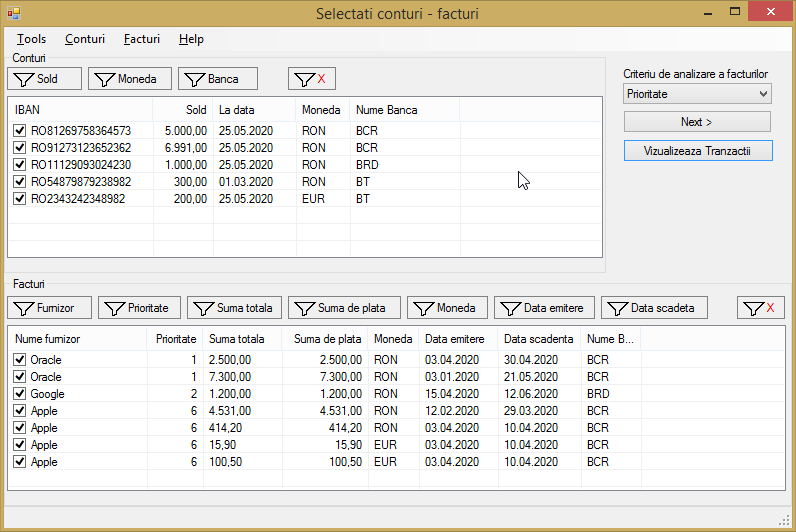 Selectati conturi - facturi
Tools Conturi Facturi Help
Conturi
Sold Moneda Banca X
IBAN Sold La data Moneda Nume Banca
RO81269758364573 5.000,00 25.05.2020 RON BCR
RO91273123652362 6.991,00 25.05.2020 RON BCR
RO11129093024230 1.000,00 25.05.2020 RON BRD
RO54879879238982 300,00 01.03.2020 RON BT
RO2343242348982 200,00 25.05.2020 EUR BT
Criteriu de analizare a facturilor
Prioritate
Next >
Vizualizeaza Tranzactii
Facturi
Furnizor Prioritate Suma totala Suma de plata Moneda Data emitere Data scadeta X
Nume furnizor Prioritate Suma totala Suma de plata Moneda Data emitere Data scadenta Nume B...
Oracle 1 2.500,00 2.500,00 RON 03.04.2020 30.04.2020 BCR
Oracle 1 7.300,00 7.300,00 RON 03.01.2020 21.05.2020 BCR
Google 2 1.200,00 1.200,00 RON 15.04.2020 12.06.2020 BRD
Apple 6 4.531,00 4.531,00 RON 12.02.2020 29.03.2020 BCR
Apple 6 414,20 414,20 RON 03.04.2020 10.04.2020 BCR
Apple 6 15,90 15,90 EUR 03.04.2020 10.04.2020 BCR
Apple 6 100,50 100,50 EUR 03.04.2020 10.04.2020 BCR